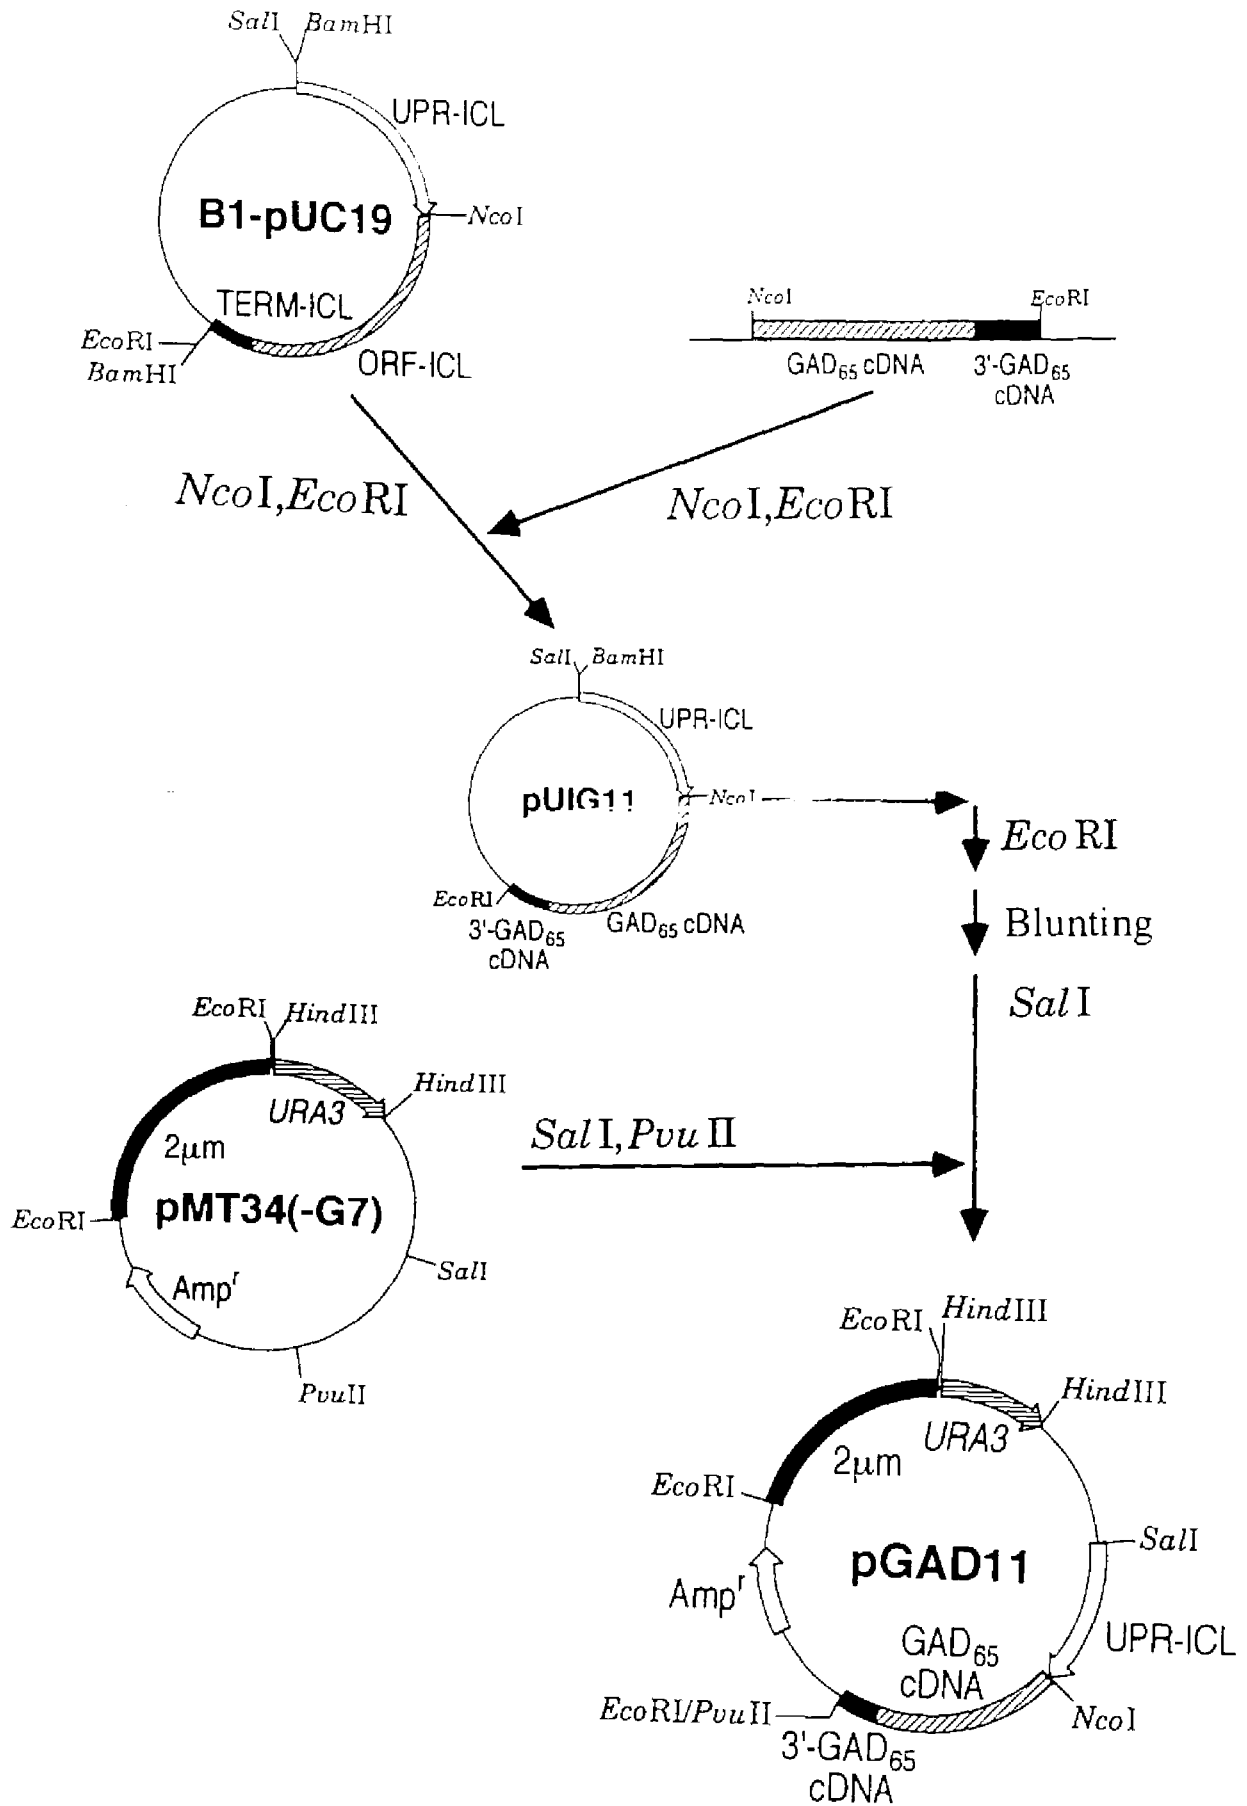 SalI BamHI
UPR-ICL
B1-pUC19
NcoI
TERM-ICL
EcoRI
BamHI
ORF-ICL
NcoI
EcoRI
GAD65 cDNA
3'-GAD65
cDNA
NcoI,EcoRI
NcoI,EcoRI
SalI BamHI
UPR-ICL
pUIG11
NcoI
EcoRI
3'-GAD65
cDNA
GAD65 cDNA
EcoRI
Blunting
SalI
EcoRI HindIII
HindIII
URA3
2μm
pMT34(-G7)
EcoRI
SalI
Ampr
PvuII
SalI,PvuII
EcoRI HindIII
HindIII
URA3
2μm
EcoRI
SalI
pGAD11
Ampr
GAD65
cDNA
UPR-ICL
EcoRI/PvuII
NcoI
3'-GAD65
cDNA